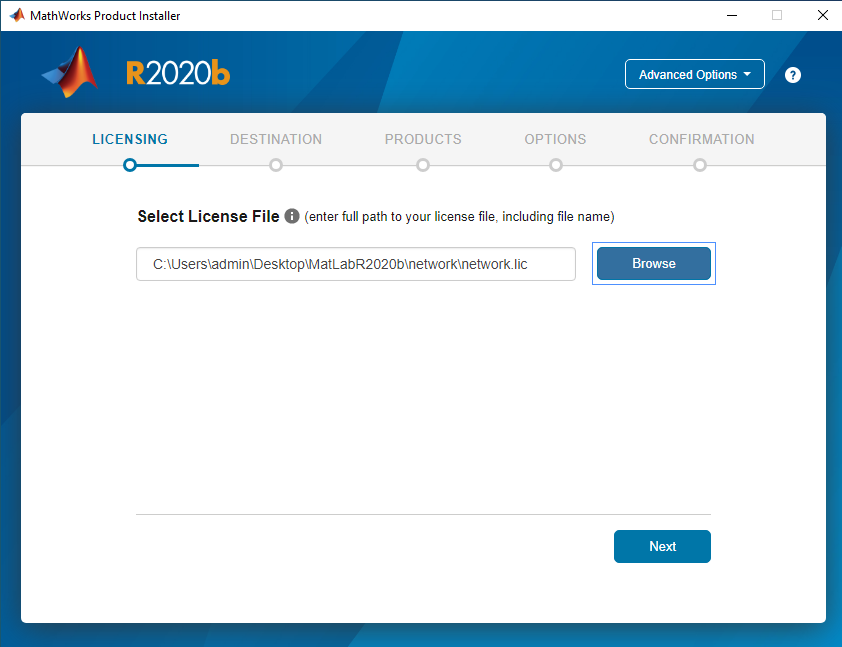 MathWorks Product Installer
R2020b
Advanced Options
?
LICENSING DESTINATION PRODUCTS OPTIONS CONFIRMATION
Select License File i (enter full path to your license file, including file name)
C:\Users\admin\Desktop\MatLabR2020b\network\network.lic
Browse
Next